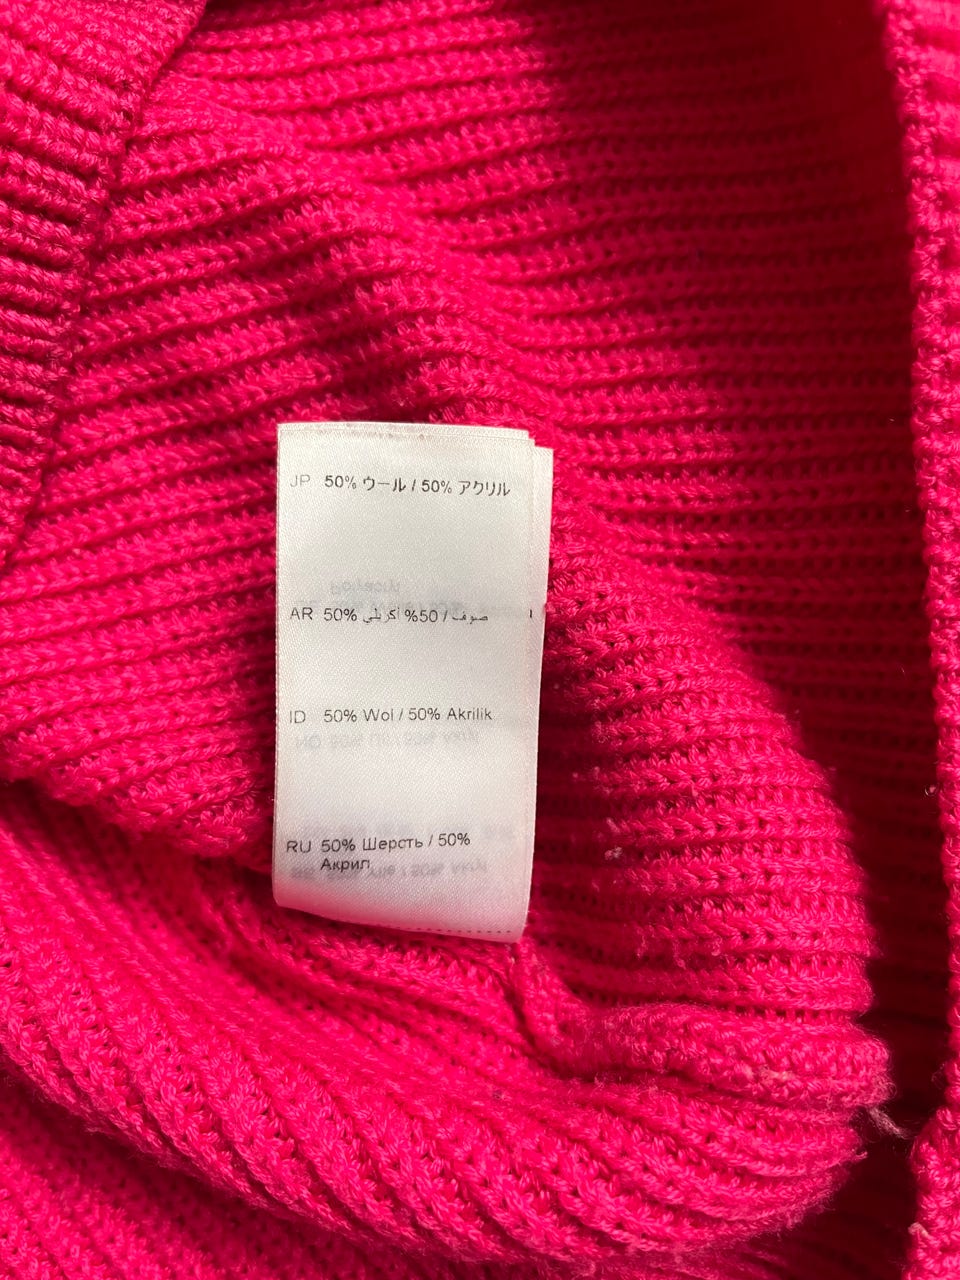 JP 50% ウール / 50% アクリル
AR 50% صوف / 50% أكريلي
ID 50% Wol / 50% Akrilik
RU 50% Шерсть / 50%
Акрил